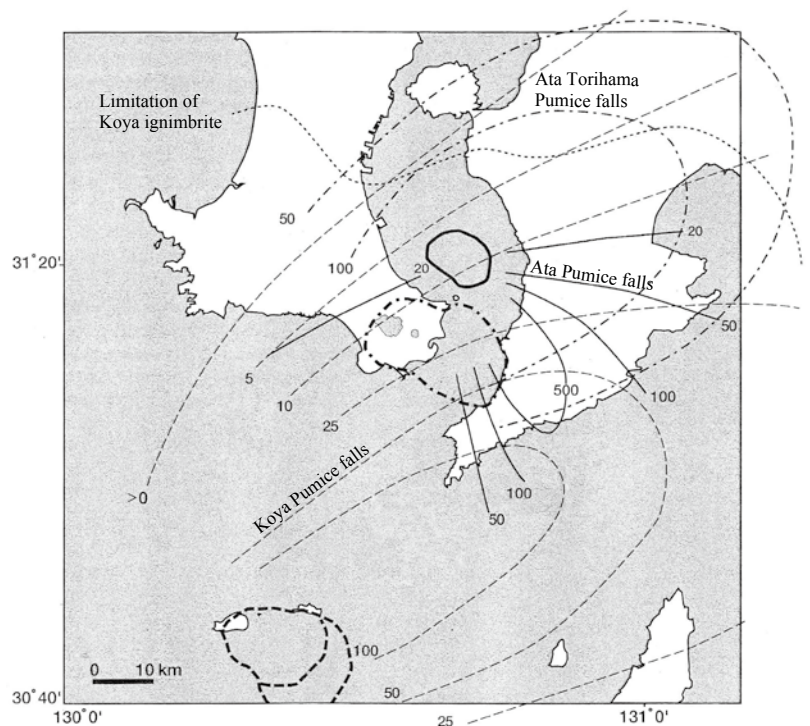 Limitation of
Koya ignimbrite
Ata Torihama
Pumice falls
50
100
20
20
31°20'
Ata Pumice falls
50
5
10
25
500
100
Koya Pumice falls
>0
100
50
100
50
25
0 10 km
30°40'
130°0'
131°0'